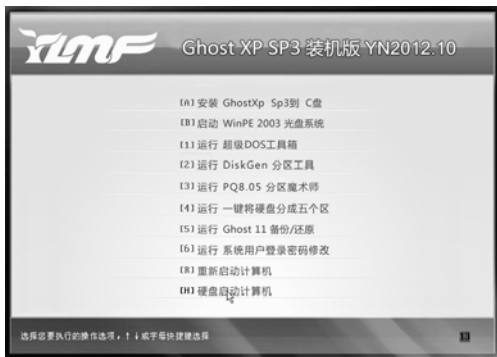 YLMF Ghost XP SP3 装机版 YN2012.10
[A] 安装 GhostXp Sp3到 C盘
[B] 启动 WinPE 2003 光盘系统
[1] 运行 超级DOS工具箱
[2] 运行 DiskGen 分区工具
[3] 运行 PQ8.05 分区魔术师
[4] 运行 一键将硬盘分成五个区
[5] 运行 Ghost 11 备份/还原
[6] 运行 系统用户登录密码修改
[R] 重新启动计算机
[H] 硬盘启动计算机
选择您要执行的操作选项，↑↓或字母快捷键选择